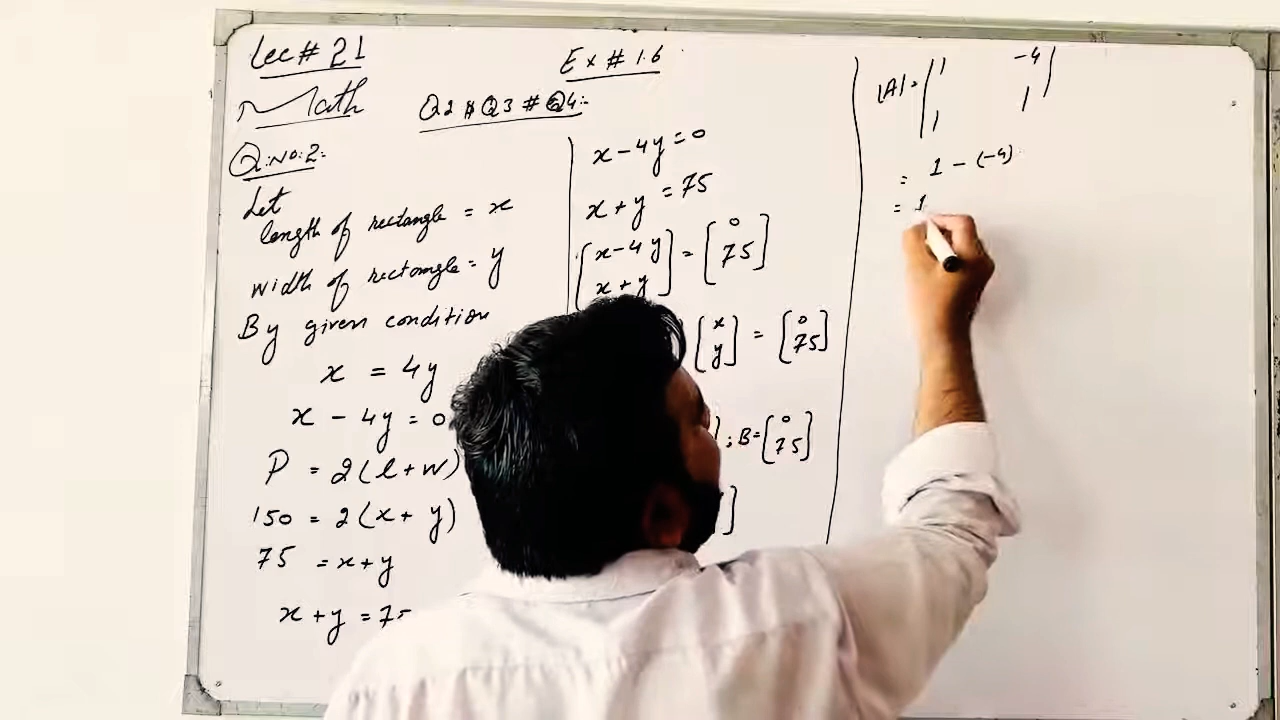 Lec # 21
Math
Ex # 1.6
Q2 # Q3 # Q4:-
Q:No:2:-
Let
length of rectangle = x
width of rectangle = y
By given condition
x = 4y
x - 4y = 0
P = 2(l+w)
150 = 2(x+y)
75 = x+y
x+y = 75
x-4y=0
x+y = 75
[x-4y] = [0]
[x+y] [75]
[x] = [0]
[y] [75]
; B= [0]
[75]
|A| = |1 -4|
|1 1|
= 1 - (-4)
= 1